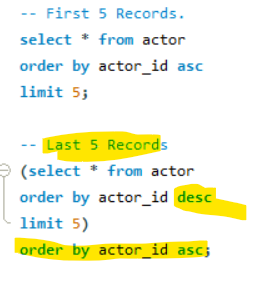 -- First 5 Records.
select * from actor
order by actor_id asc
limit 5;
-- Last 5 Records
(select * from actor
order by actor_id desc
limit 5)
order by actor_id asc;